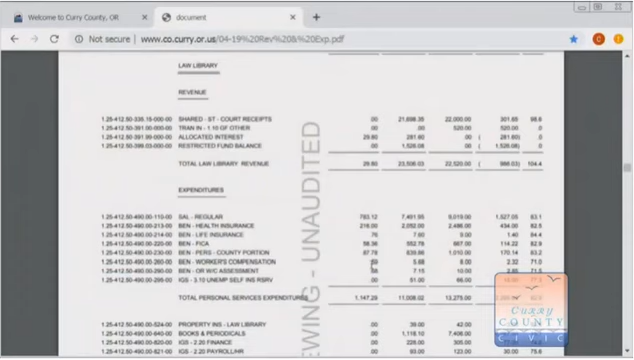 Welcome to Curry County, OR
document
Not secure | www.co.curry.or.us/04-19%20Rev%20&%20Exp.pdf
LAW LIBRARY
REVENUE
1.25-412.50-339.19-000-00 SHARED - ST - COURT RECEIPTS .00 21,698.35 22,000.00 301.65 98.6
1.25-412.50-391.00-000-00 TRAN IN - 1.10 GF OTHER .00 .00 520.00 520.00 .0
1.25-412.50-391.99-000-00 ALLOCATED INTEREST 29.80 281.60 .00 ( 281.60) .0
1.25-412.50-399.03-000-00 RESTRICTED FUND BALANCE .00 1,526.08 .00 ( 1,526.08) .0
TOTAL LAW LIBRARY REVENUE 29.80 23,506.03 22,520.00 ( 986.03) 104.4
EXPENDITURES
1.25-412.50-490.00-110-00 SAL - REGULAR 783.12 7,491.95 9,019.00 1,527.05 83.1
1.25-412.50-490.00-213-00 BEN - HEALTH INSURANCE 216.00 2,052.00 2,486.00 434.00 82.5
1.25-412.50-490.00-214-00 BEN - LIFE INSURANCE .76 7.60 9.00 1.40 84.4
1.25-412.50-490.00-220-00 BEN - FICA 58.36 552.78 667.00 114.22 82.9
1.25-412.50-490.00-230-00 BEN - PERS - COUNTY PORTION 87.78 839.86 1,010.00 170.14 83.2
1.25-412.50-490.00-260-00 BEN - WORKER'S COMPENSATION 5.68 8.00 2.32 71.0
1.25-412.50-490.00-290-00 BEN - OR W/C ASSESSMENT 7.15 10.00 2.85 71.5
1.25-412.50-490.00-298-00 IGS - 3.13 UNEMP SELF INS RSRV .00 51.00 66.00
TOTAL PERSONAL SERVICES EXPENDITURES 1,147.29 11,008.02 13,275.00
1.25-412.50-490.00-524-00 PROPERTY INS - LAW LIBRARY .00 39.00 42.00
1.25-412.50-490.00-640-00 BOOKS & PERIODICALS .00 1,118.10 7,406.00
1.25-412.50-490.00-820-00 IGS - 2.20 FINANCE .00 228.00 305.00
1.25-412.50-490.00-821-00 IGS - 2.20 PAYROLL/HR .00 93.00 123.00 30.00 75.6
EWING - UNAUDITED
Curry
COUNTY
CIVIC